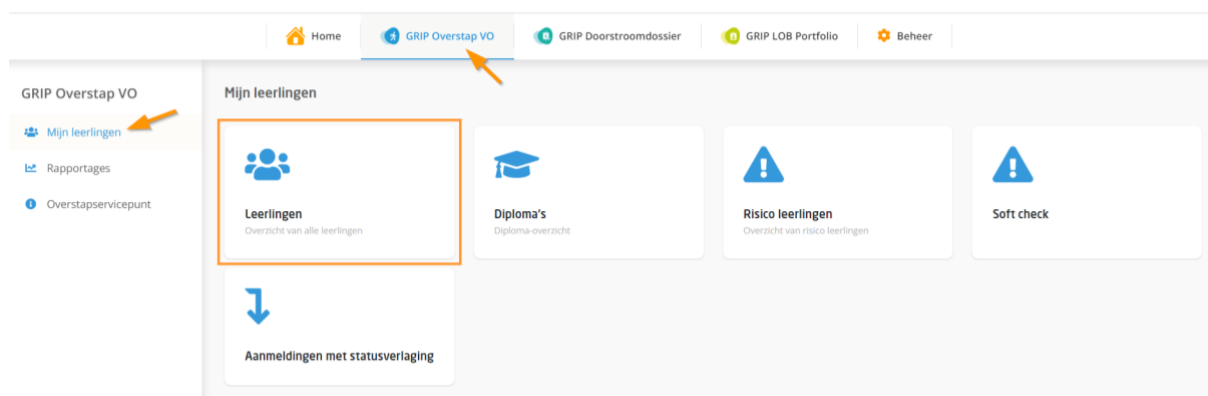 Home
GRIP Overstap VO
GRIP Doorstroomdossier
GRIP LOB Portfolio
Beheer
GRIP Overstap VO
Mijn leerlingen
Rapportages
Overstapservicepunt
Mijn leerlingen
Leerlingen
Overzicht van alle leerlingen
Diploma's
Diploma-overzicht
Risico leerlingen
Overzicht van risico leerlingen
Soft check
Aanmeldingen met statusverlaging